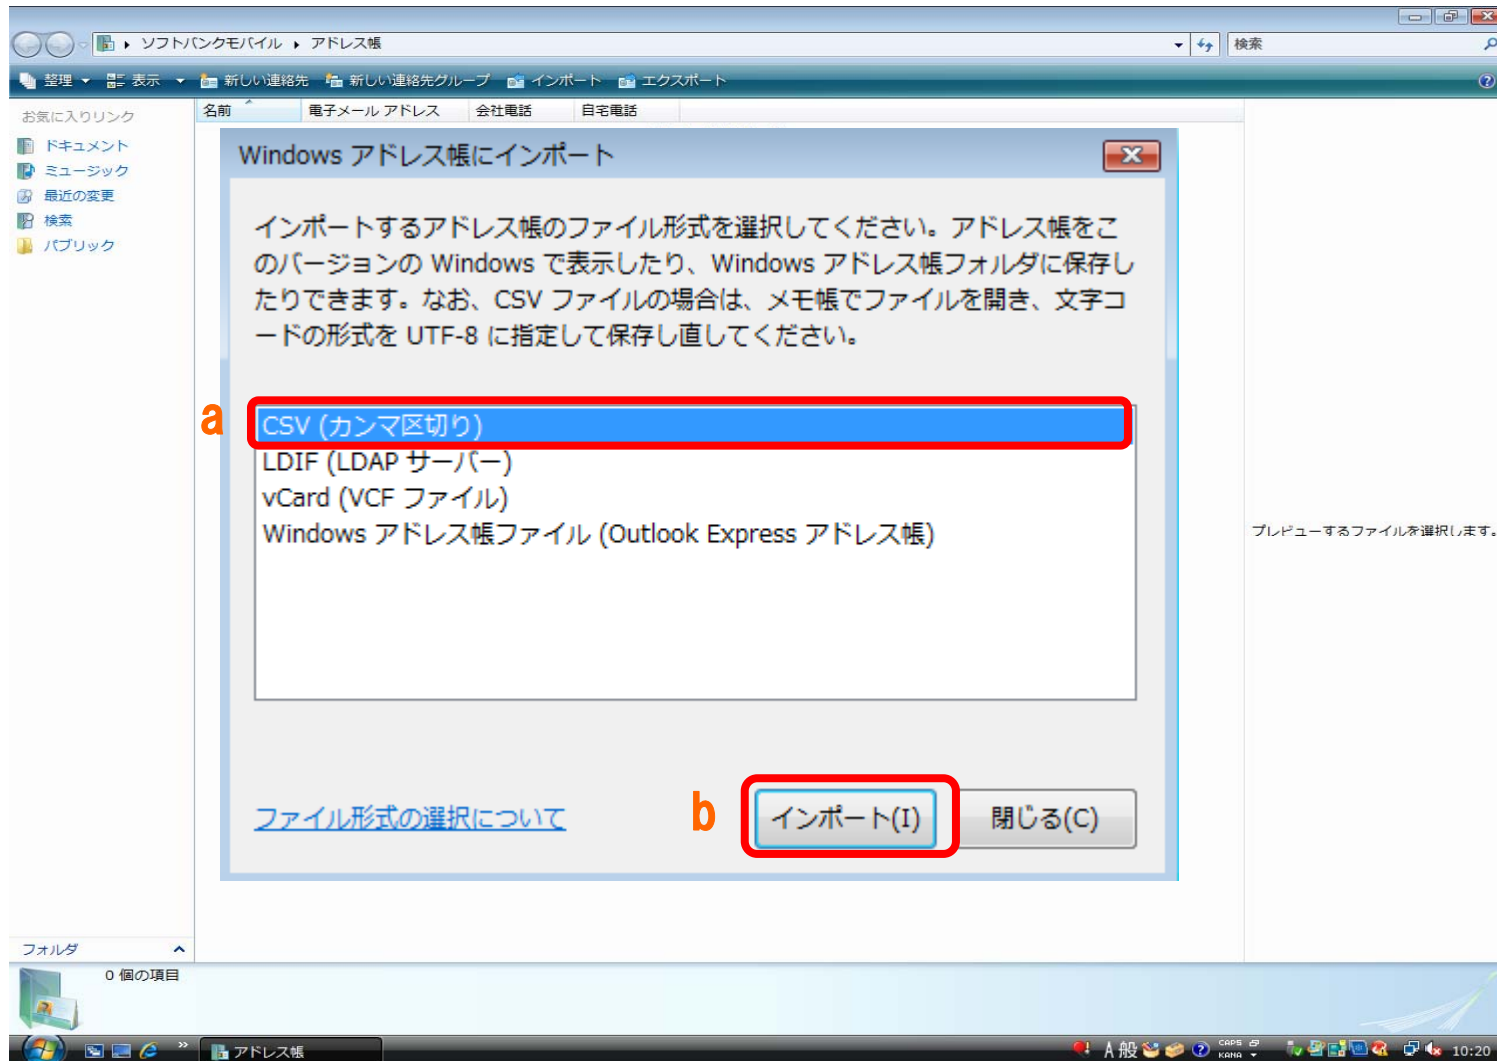 ソフトバンクモバイル ▸ アドレス帳
検索
整理 表示 新しい連絡先 新しい連絡先グループ インポート エクスポート
お気に入りリンク
ドキュメント
ミュージック
最近の変更
検索
パブリック
名前 電子メール アドレス 会社電話 自宅電話
Windows アドレス帳にインポート
インポートするアドレス帳のファイル形式を選択してください。アドレス帳をこ
のバージョンの Windows で表示したり、Windows アドレス帳フォルダに保存し
たりできます。なお、CSV ファイルの場合は、メモ帳でファイルを開き、文字コ
ードの形式を UTF-8 に指定して保存し直してください。
a
CSV (カンマ区切り)
LDIF (LDAP サーバー)
vCard (VCF ファイル)
Windows アドレス帳ファイル (Outlook Express アドレス帳)
ファイル形式の選択について
b
インポート(I)
閉じる(C)
プレビューするファイルを選択します。
フォルダ
0 個の項目
アドレス帳
A 般
CAPS
KANA
10:20